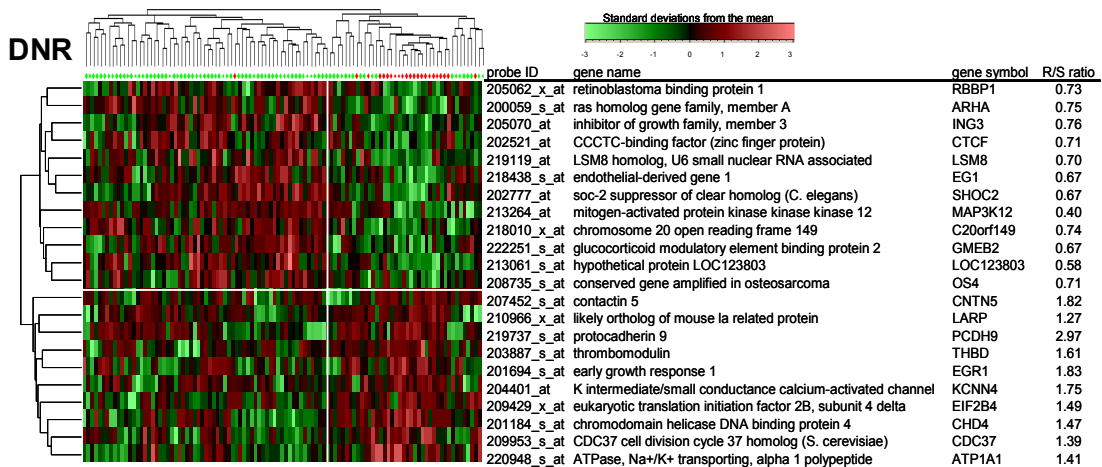 Standard deviations from the mean
DNR
-3 -2 -1 0 1 2 3
probe ID gene name gene symbol R/S ratio
205062_x_at retinoblastoma binding protein 1 RBBP1 0.73
200059_s_at ras homolog gene family, member A ARHA 0.75
205070_at inhibitor of growth family, member 3 ING3 0.76
202521_at CCCTC-binding factor (zinc finger protein) CTCF 0.71
219119_at LSM8 homolog, U6 small nuclear RNA associated LSM8 0.70
218438_s_at endothelial-derived gene 1 EG1 0.67
202777_at soc-2 suppressor of clear homolog (C. elegans) SHOC2 0.67
213264_at mitogen-activated protein kinase kinase kinase 12 MAP3K12 0.40
218010_x_at chromosome 20 open reading frame 149 C20orf149 0.74
222251_s_at glucocorticoid modulatory element binding protein 2 GMEB2 0.67
213061_s_at hypothetical protein LOC123803 LOC123803 0.58
208735_s_at conserved gene amplified in osteosarcoma OS4 0.71
207452_s_at contactin 5 CNTN5 1.82
210966_x_at likely ortholog of mouse la related protein LARP 1.27
219737_s_at protocadherin 9 PCDH9 2.97
203887_s_at thrombomodulin THBD 1.61
201694_s_at early growth response 1 EGR1 1.83
204401_at K intermediate/small conductance calcium-activated channel KCNN4 1.75
209429_x_at eukaryotic translation initiation factor 2B, subunit 4 delta EIF2B4 1.49
201184_s_at chromodomain helicase DNA binding protein 4 CHD4 1.47
209953_s_at CDC37 cell division cycle 37 homolog (S. cerevisiae) CDC37 1.39
220948_s_at ATPase, Na+/K+ transporting, alpha 1 polypeptide ATP1A1 1.41